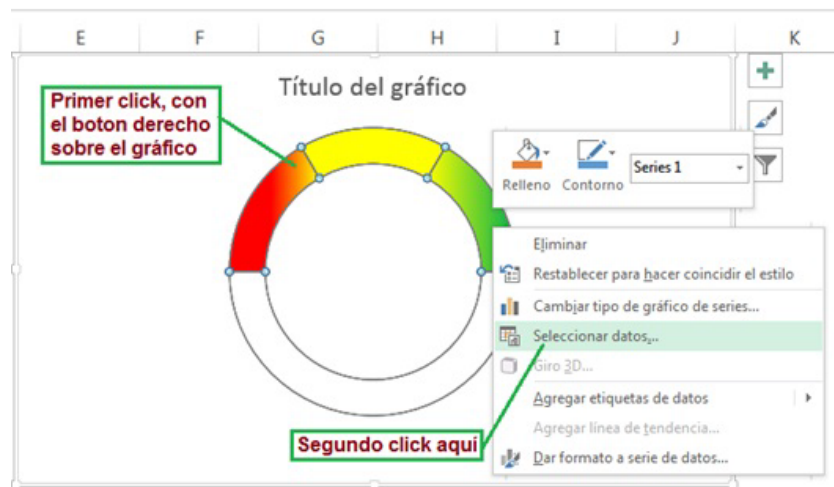 E F G H I J K
Título del gráfico
Primer click, con
el boton derecho
sobre el gráfico
Relleno Contorno
Series 1
Eliminar
Restablecer para hacer coincidir el estilo
Cambiar tipo de gráfico de series...
Seleccionar datos...
Giro 3D...
Agregar etiquetas de datos
Agregar línea de tendencia...
Dar formato a serie de datos...
Segundo click aquí